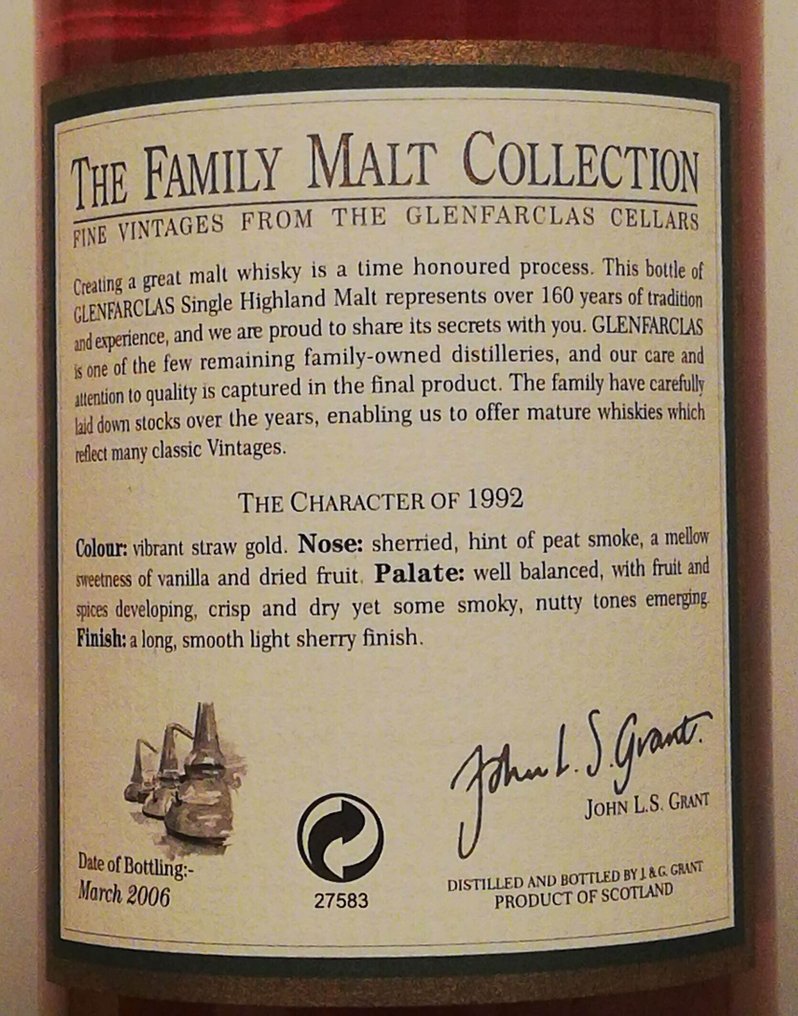 THE FAMILY MALT COLLECTION
FINE VINTAGES FROM THE GLENFARCLAS CELLARS
Creating a great malt whisky is a time honoured process. This bottle of
GLENFARCLAS Single Highland Malt represents over 160 years of tradition
and experience, and we are proud to share its secrets with you. GLENFARCLAS
is one of the few remaining family-owned distilleries, and our care and
attention to quality is captured in the final product. The family have carefully
laid down stocks over the years, enabling us to offer mature whiskies which
reflect many classic Vintages.
THE CHARACTER OF 1992
Colour: vibrant straw gold. Nose: sherried, hint of peat smoke, a mellow
sweetness of vanilla and dried fruit. Palate: well balanced, with fruit and
spices developing, crisp and dry yet some smoky, nutty tones emerging.
Finish: a long, smooth light sherry finish.
John L.S. Grant.
JOHN L.S. GRANT
Date of Bottling:-
March 2006
27583
DISTILLED AND BOTTLED BY J. & G. GRANT
PRODUCT OF SCOTLAND